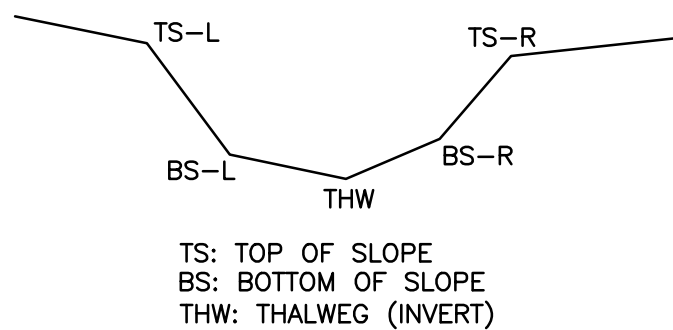 TS-L
TS-R
BS-L
BS-R
THW
TS: TOP OF SLOPE
BS: BOTTOM OF SLOPE
THW: THALWEG (INVERT)